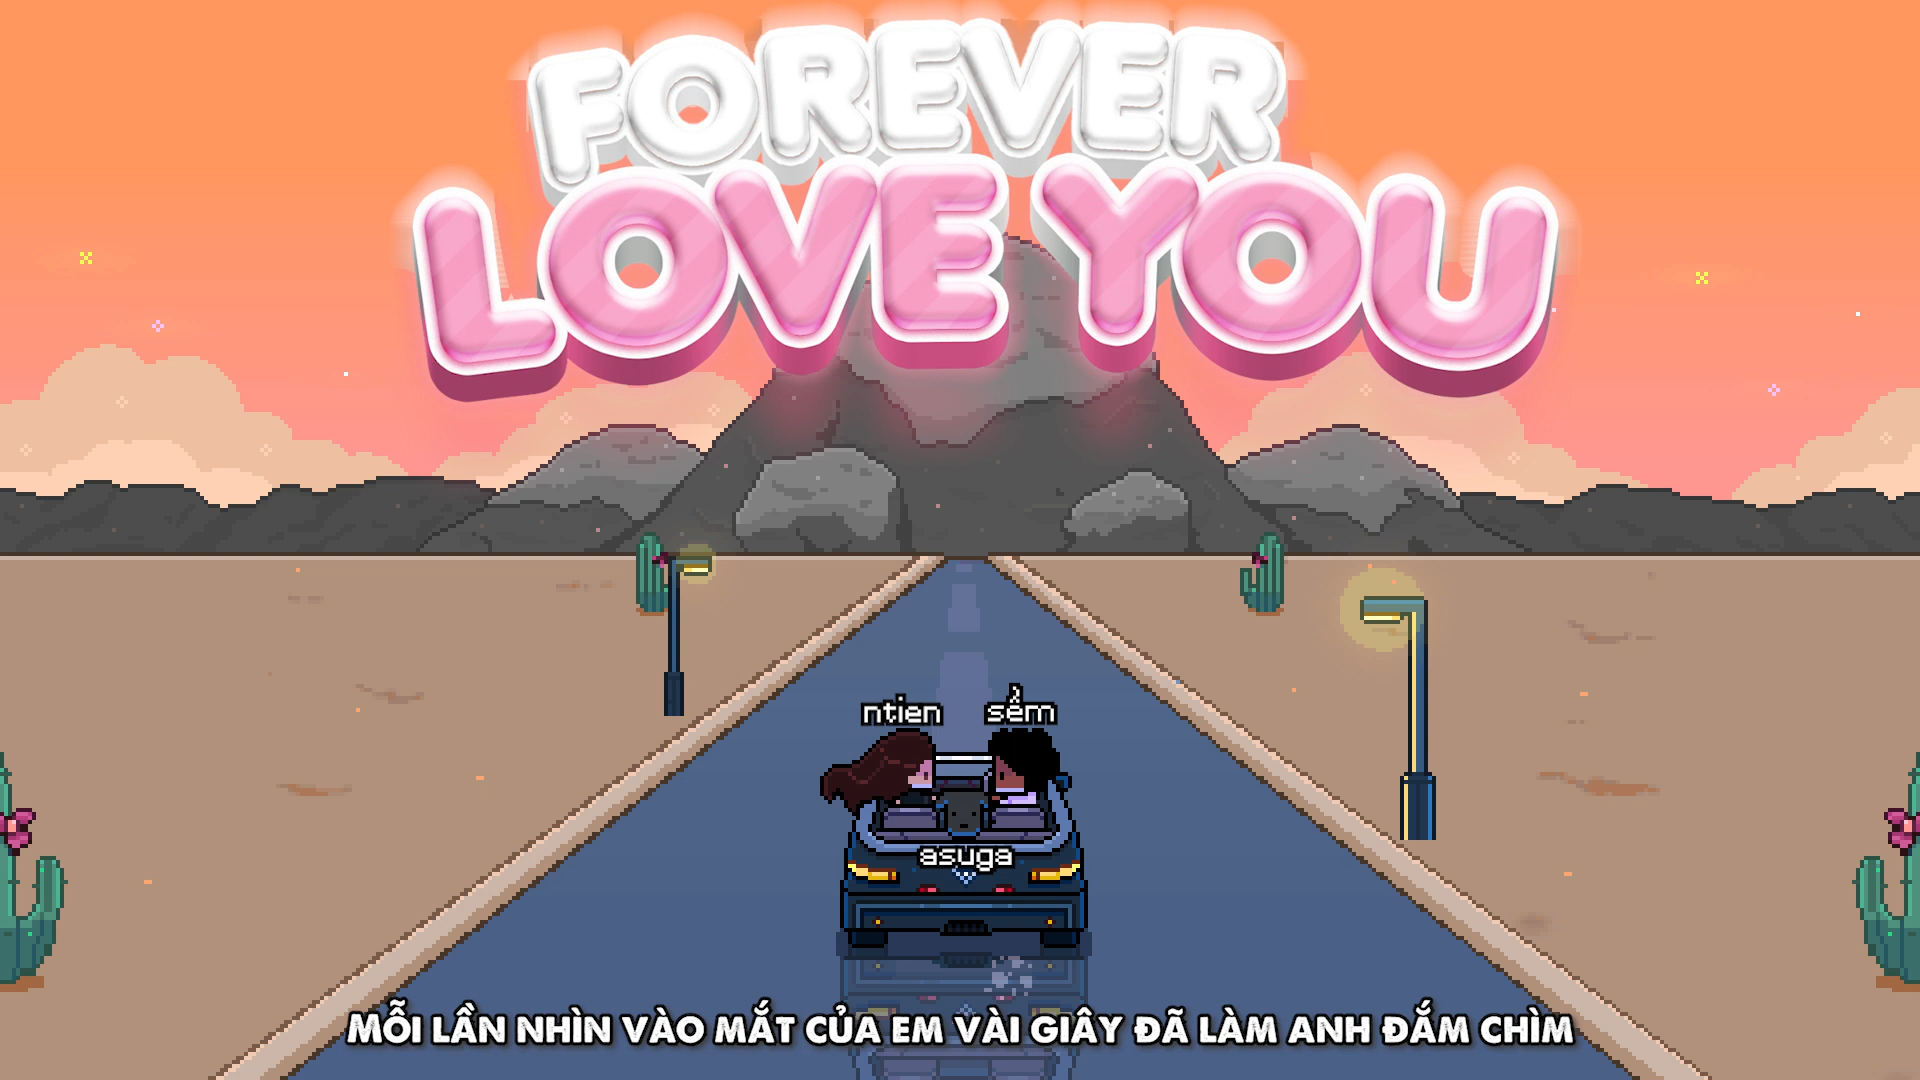 FOREVER
LOVE YOU
ntien
sểm
asuga
MỖI LẦN NHÌN VÀO MẮT CỦA EM VÀI GIÂY ĐÃ LÀM ANH ĐẮM CHÌM